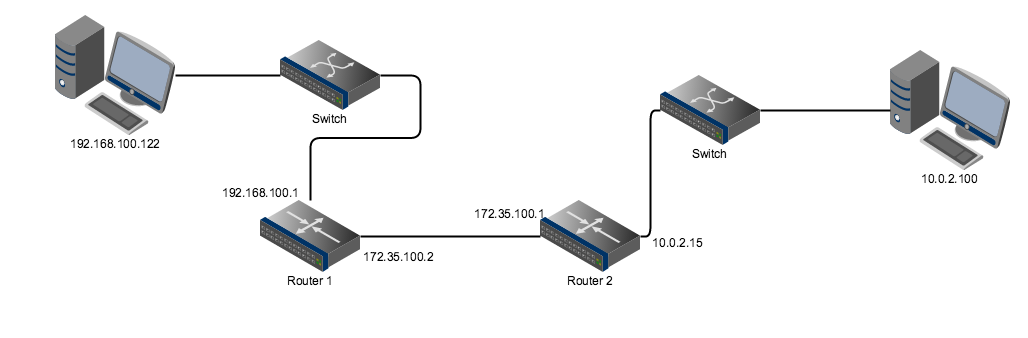 Switch
192.168.100.122
Switch
10.0.2.100
192.168.100.1
172.35.100.1
10.0.2.15
172.35.100.2
Router 1
Router 2